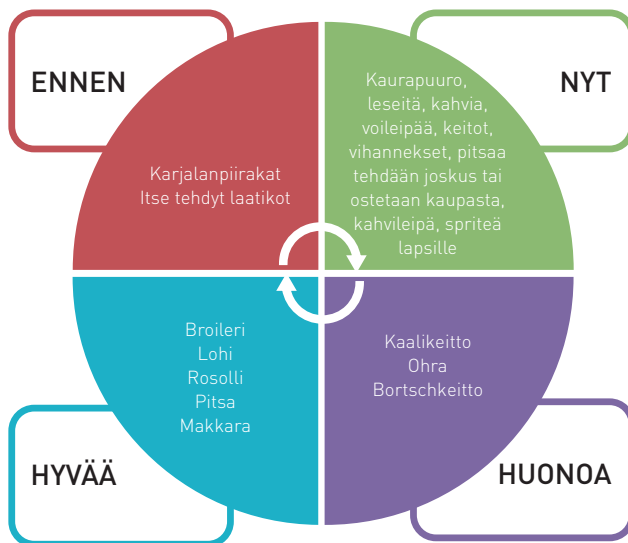 ENNEN
NYT
Karjalanpiirakat
Itse tehdyt laatikot
Kaurapuuro,
leseitä, kahvia,
voileipää, keitot,
vihannekset, pitsaa
tehdään joskus tai
ostetaan kaupasta,
kahvileipä, spriteä
lapsille
Broileri
Lohi
Rosolli
Pitsa
Makkara
Kaalikeitto
Ohra
Bortschkeitto
HYVÄÄ
HUONOA